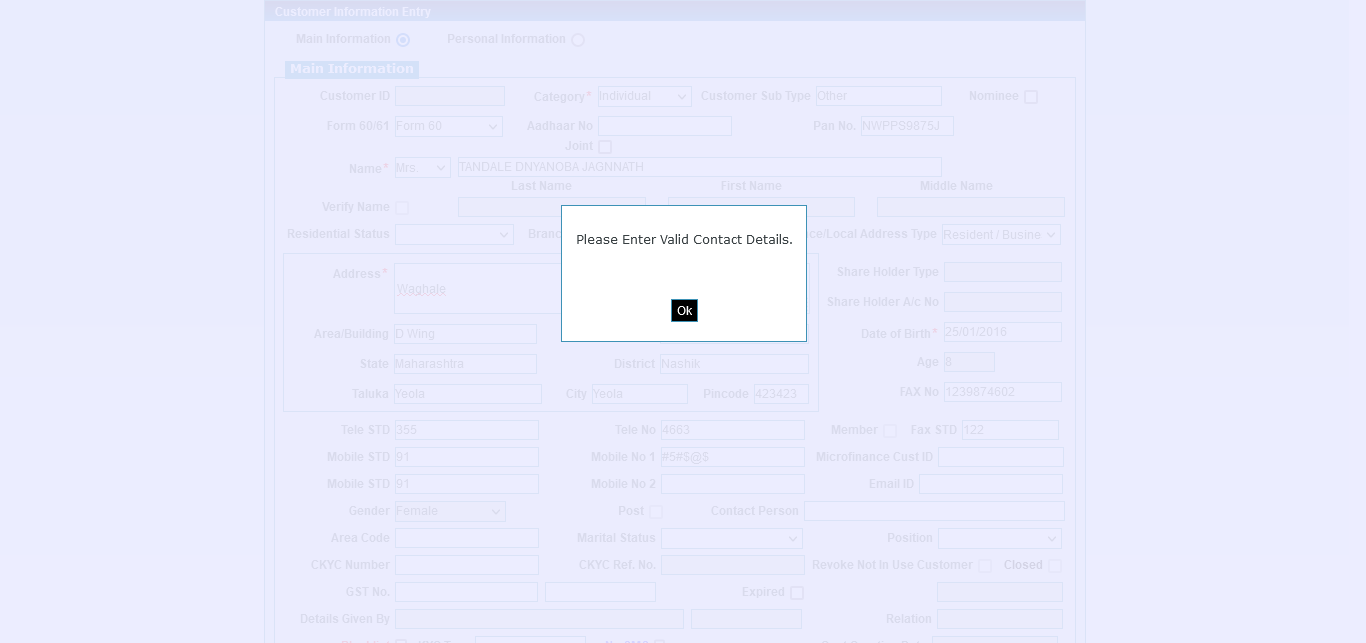 Customer Information Entry
Main Information Personal Information
Main Information
Customer ID Category* Individual Customer Sub Type Other Nominee
Form 60/61 Form 60 Aadhaar No Pan No. NWPPS9875J
Joint
Name* Mrs. TANDALE DNYANOBA JAGNNATH
Last Name First Name Middle Name
Verify Name
Residential Status ce/Local Address Type Resident / Busine
Please Enter Valid Contact Details.
Ok
Address* Waghale Share Holder Type
Share Holder A/c No
Area/Building D Wing Date of Birth* 25/01/2016
State Maharashtra District Nashik Age 8
Taluka Yeola City Yeola Pincode 423423 FAX No 1239874602
Tele STD 355 Tele No 4663 Member Fax STD 122
Mobile STD 91 Mobile No 1 #5#$@$ Microfinance Cust ID
Mobile STD 91 Mobile No 2 Email ID
Gender Female Post Contact Person
Area Code Marital Status Position
CKYC Number CKYC Ref. No. Revoke Not In Use Customer Closed
GST No. Expired
Details Given By Relation